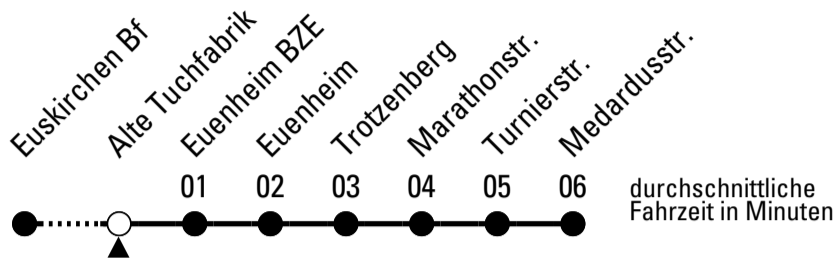 Euskirchen Bf
Alte Tuchfabrik
Euenheim BZE
Euenheim
Trotzenberg
Marathonstr.
Turnierstr.
Medardusstr.
01 02 03 04 05 06
durchschnittliche
Fahrzeit in Minuten